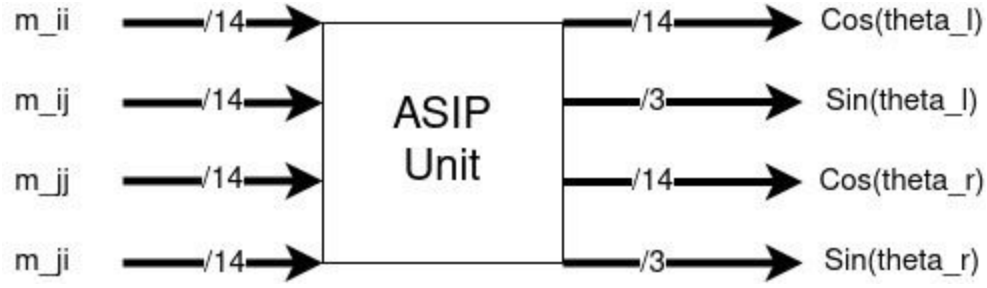 m_ii /14 /14 Cos(theta_l)
m_ij /14 /3 Sin(theta_l)
ASIP
Unit
m_jj /14 /14 Cos(theta_r)
m_ji /14 /3 Sin(theta_r)